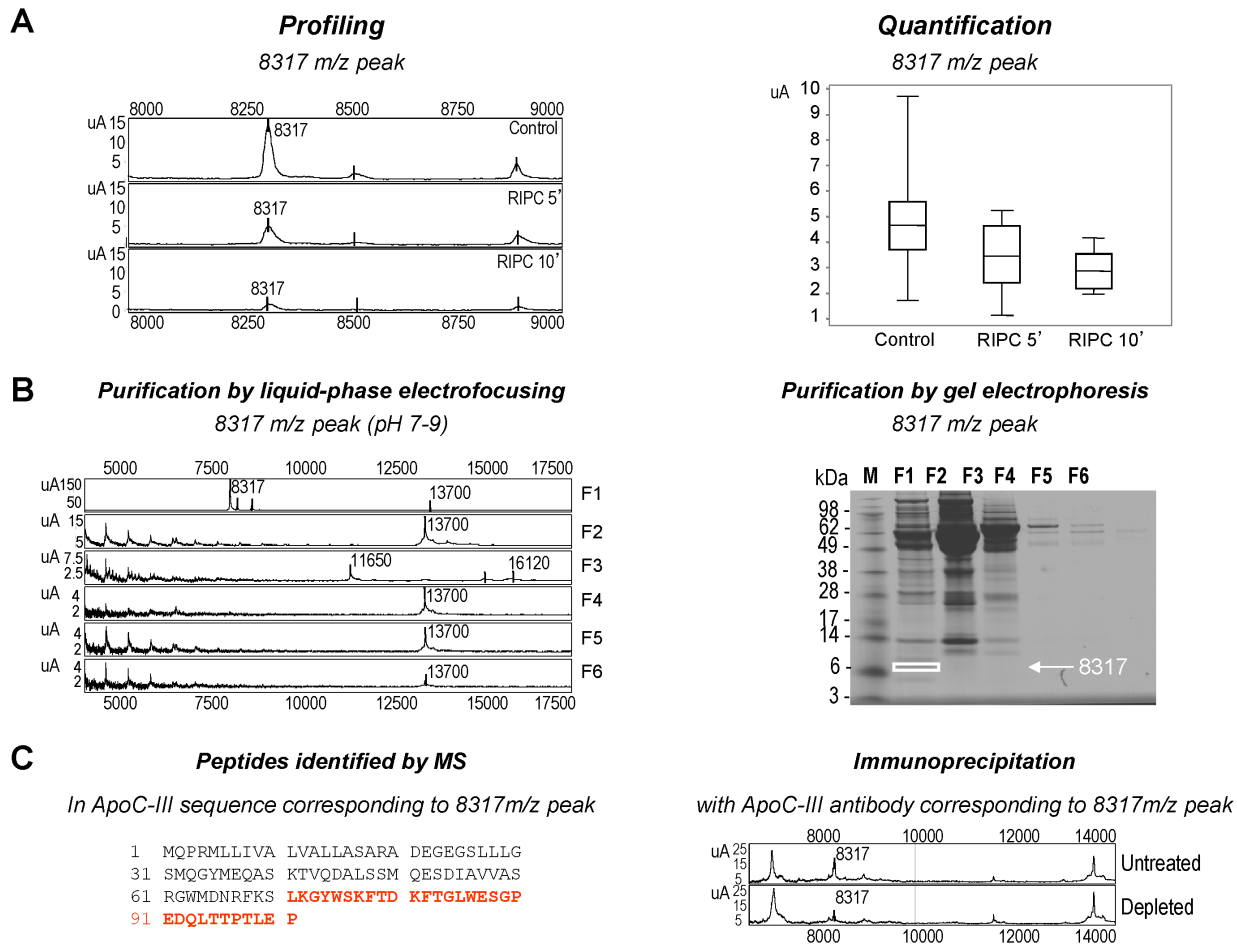 A
Profiling
8317 m/z peak
8000 8250 8500 8750 9000
uA 15
10
5
8317
Control
uA 15
10
5
8317
RIPC 5’
uA 15
10
5
0
8317
RIPC 10’
8000 8250 8500 8750 9000
Quantification
8317 m/z peak
uA
10
9
8
7
6
5
4
3
2
1
Control RIPC 5’ RIPC 10’
B
Purification by liquid-phase electrofocusing
8317 m/z peak (pH 7-9)
5000 7500 10000 12500 15000 17500
uA 150
50
8317
13700
F1
uA 15
5
13700
F2
uA 7.5
2.5
11650
16120
F3
uA 4
2
13700
F4
uA 4
2
13700
F5
uA 4
2
13700
F6
5000 7500 10000 12500 15000 17500
Purification by gel electrophoresis
8317 m/z peak
kDa M F1 F2 F3 F4 F5 F6
98 -
62 -
49 -
38 -
28 -
17 -
14 -
6 -
3 -
8317
C
Peptides identified by MS
In ApoC-III sequence corresponding to 8317m/z peak
1 MQPRMLLIVA LVALLASARA DEGEGSLLLG
31 SMQGYMEQAS KTVQDALSSM QESDIAVVAS
61 RGWMDNRFKS LKGYWSKFTD KFTGLWESGP
91 EDQLTTPTLE P
Immunoprecipitation
with ApoC-III antibody corresponding to 8317m/z peak
8000 10000 12000 14000
uA 25
15
5
8317
Untreated
uA 25
15
5
8317
Depleted
8000 10000 12000 14000